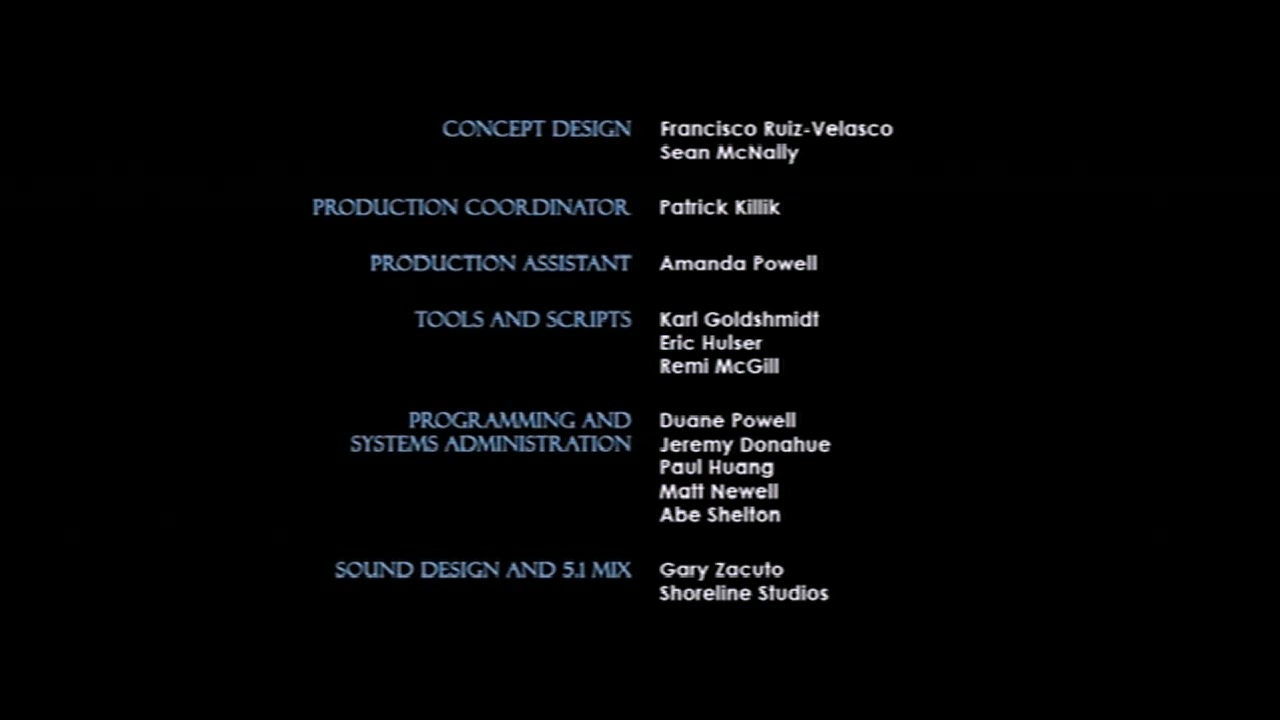 CONCEPT DESIGN Francisco Ruiz-Velasco
Sean McNally
PRODUCTION COORDINATOR Patrick Killik
PRODUCTION ASSISTANT Amanda Powell
TOOLS AND SCRIPTS Karl Goldshmidt
Eric Hulser
Remi McGill
PROGRAMMING AND Duane Powell
SYSTEMS ADMINISTRATION Jeremy Donahue
Paul Huang
Matt Newell
Abe Shelton
SOUND DESIGN AND 5.1 MIX Gary Zacuto
Shoreline Studios